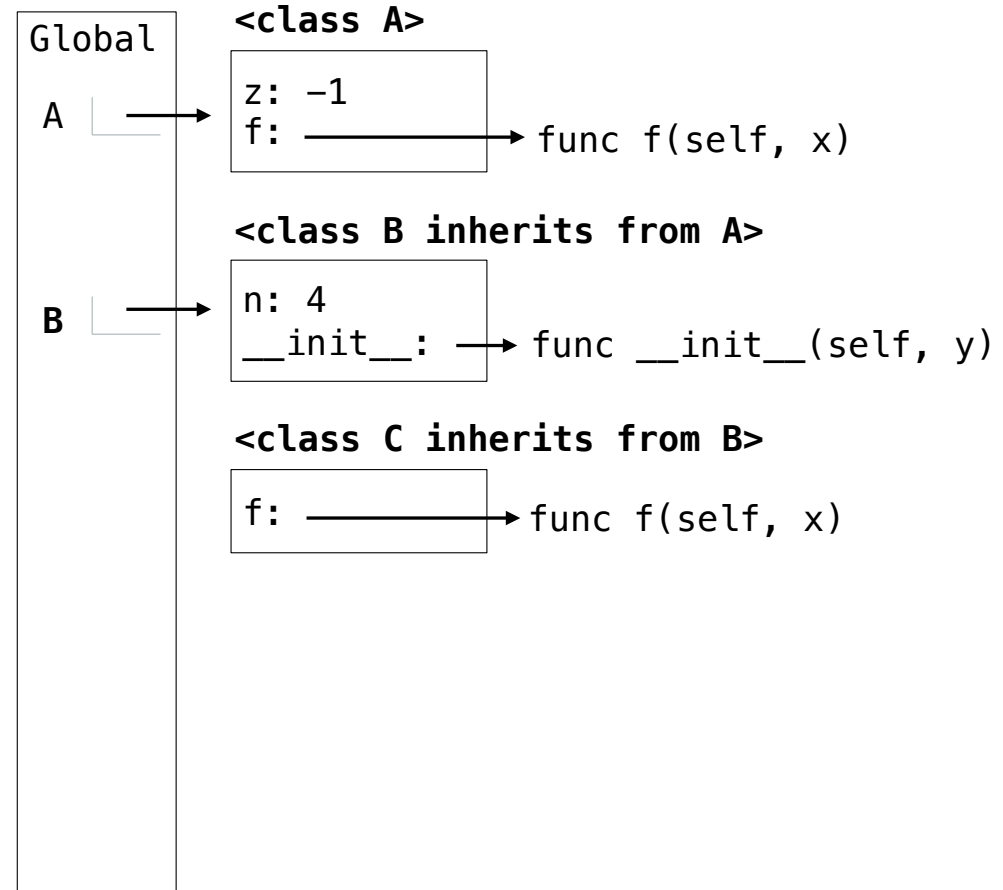 Global
<class A>
A
z: −1
f:
func f(self, x)
<class B inherits from A>
B
n: 4
__init__:
func __init__(self, y)
<class C inherits from B>
f:
func f(self, x)